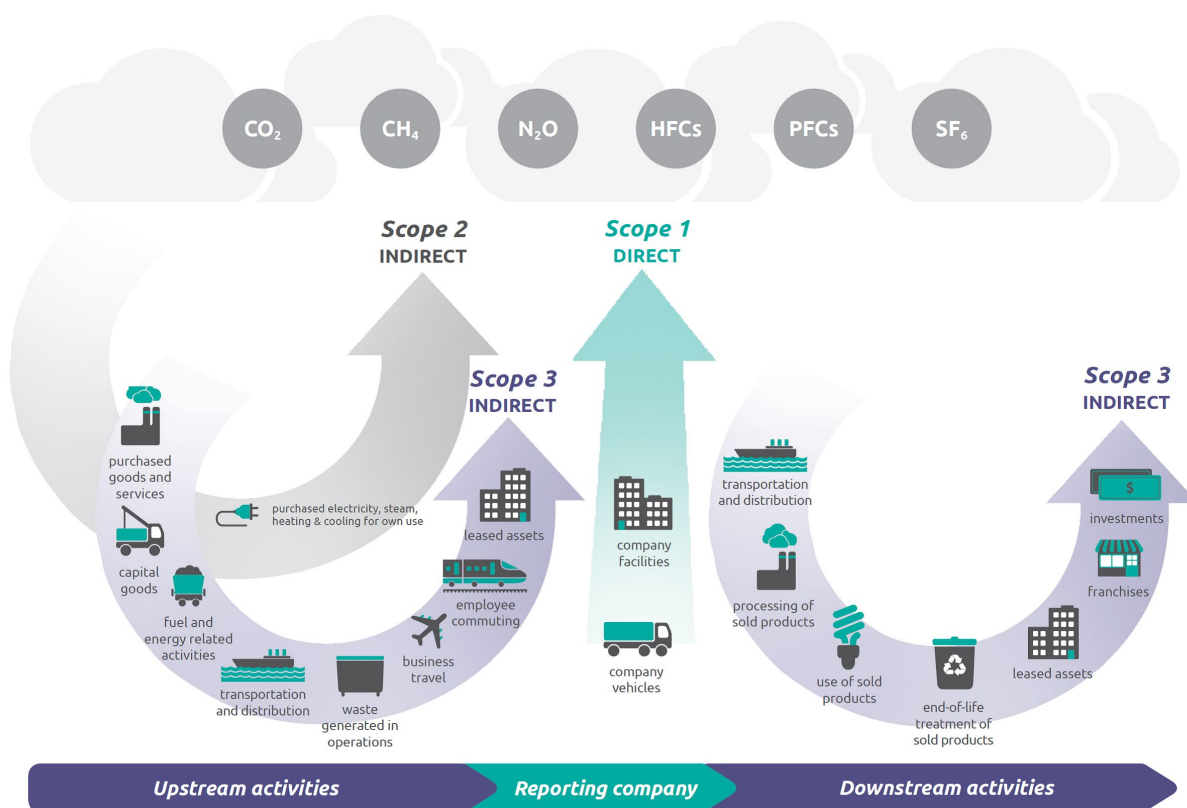 CO₂
CH₄
N₂O
HFCs
PFCs
SF₆
Scope 2
INDIRECT
Scope 1
DIRECT
Scope 3
INDIRECT
Scope 3
INDIRECT
purchased
goods and
services
purchased electricity, steam,
heating & cooling for own use
capital
goods
fuel and
energy related
activities
transportation
and distribution
waste
generated in
operations
business
travel
employee
commuting
leased assets
company
facilities
company
vehicles
transportation
and distribution
processing of
sold products
use of sold
products
end-of-life
treatment of
sold products
leased assets
franchises
$
investments
Upstream activities
Reporting company
Downstream activities